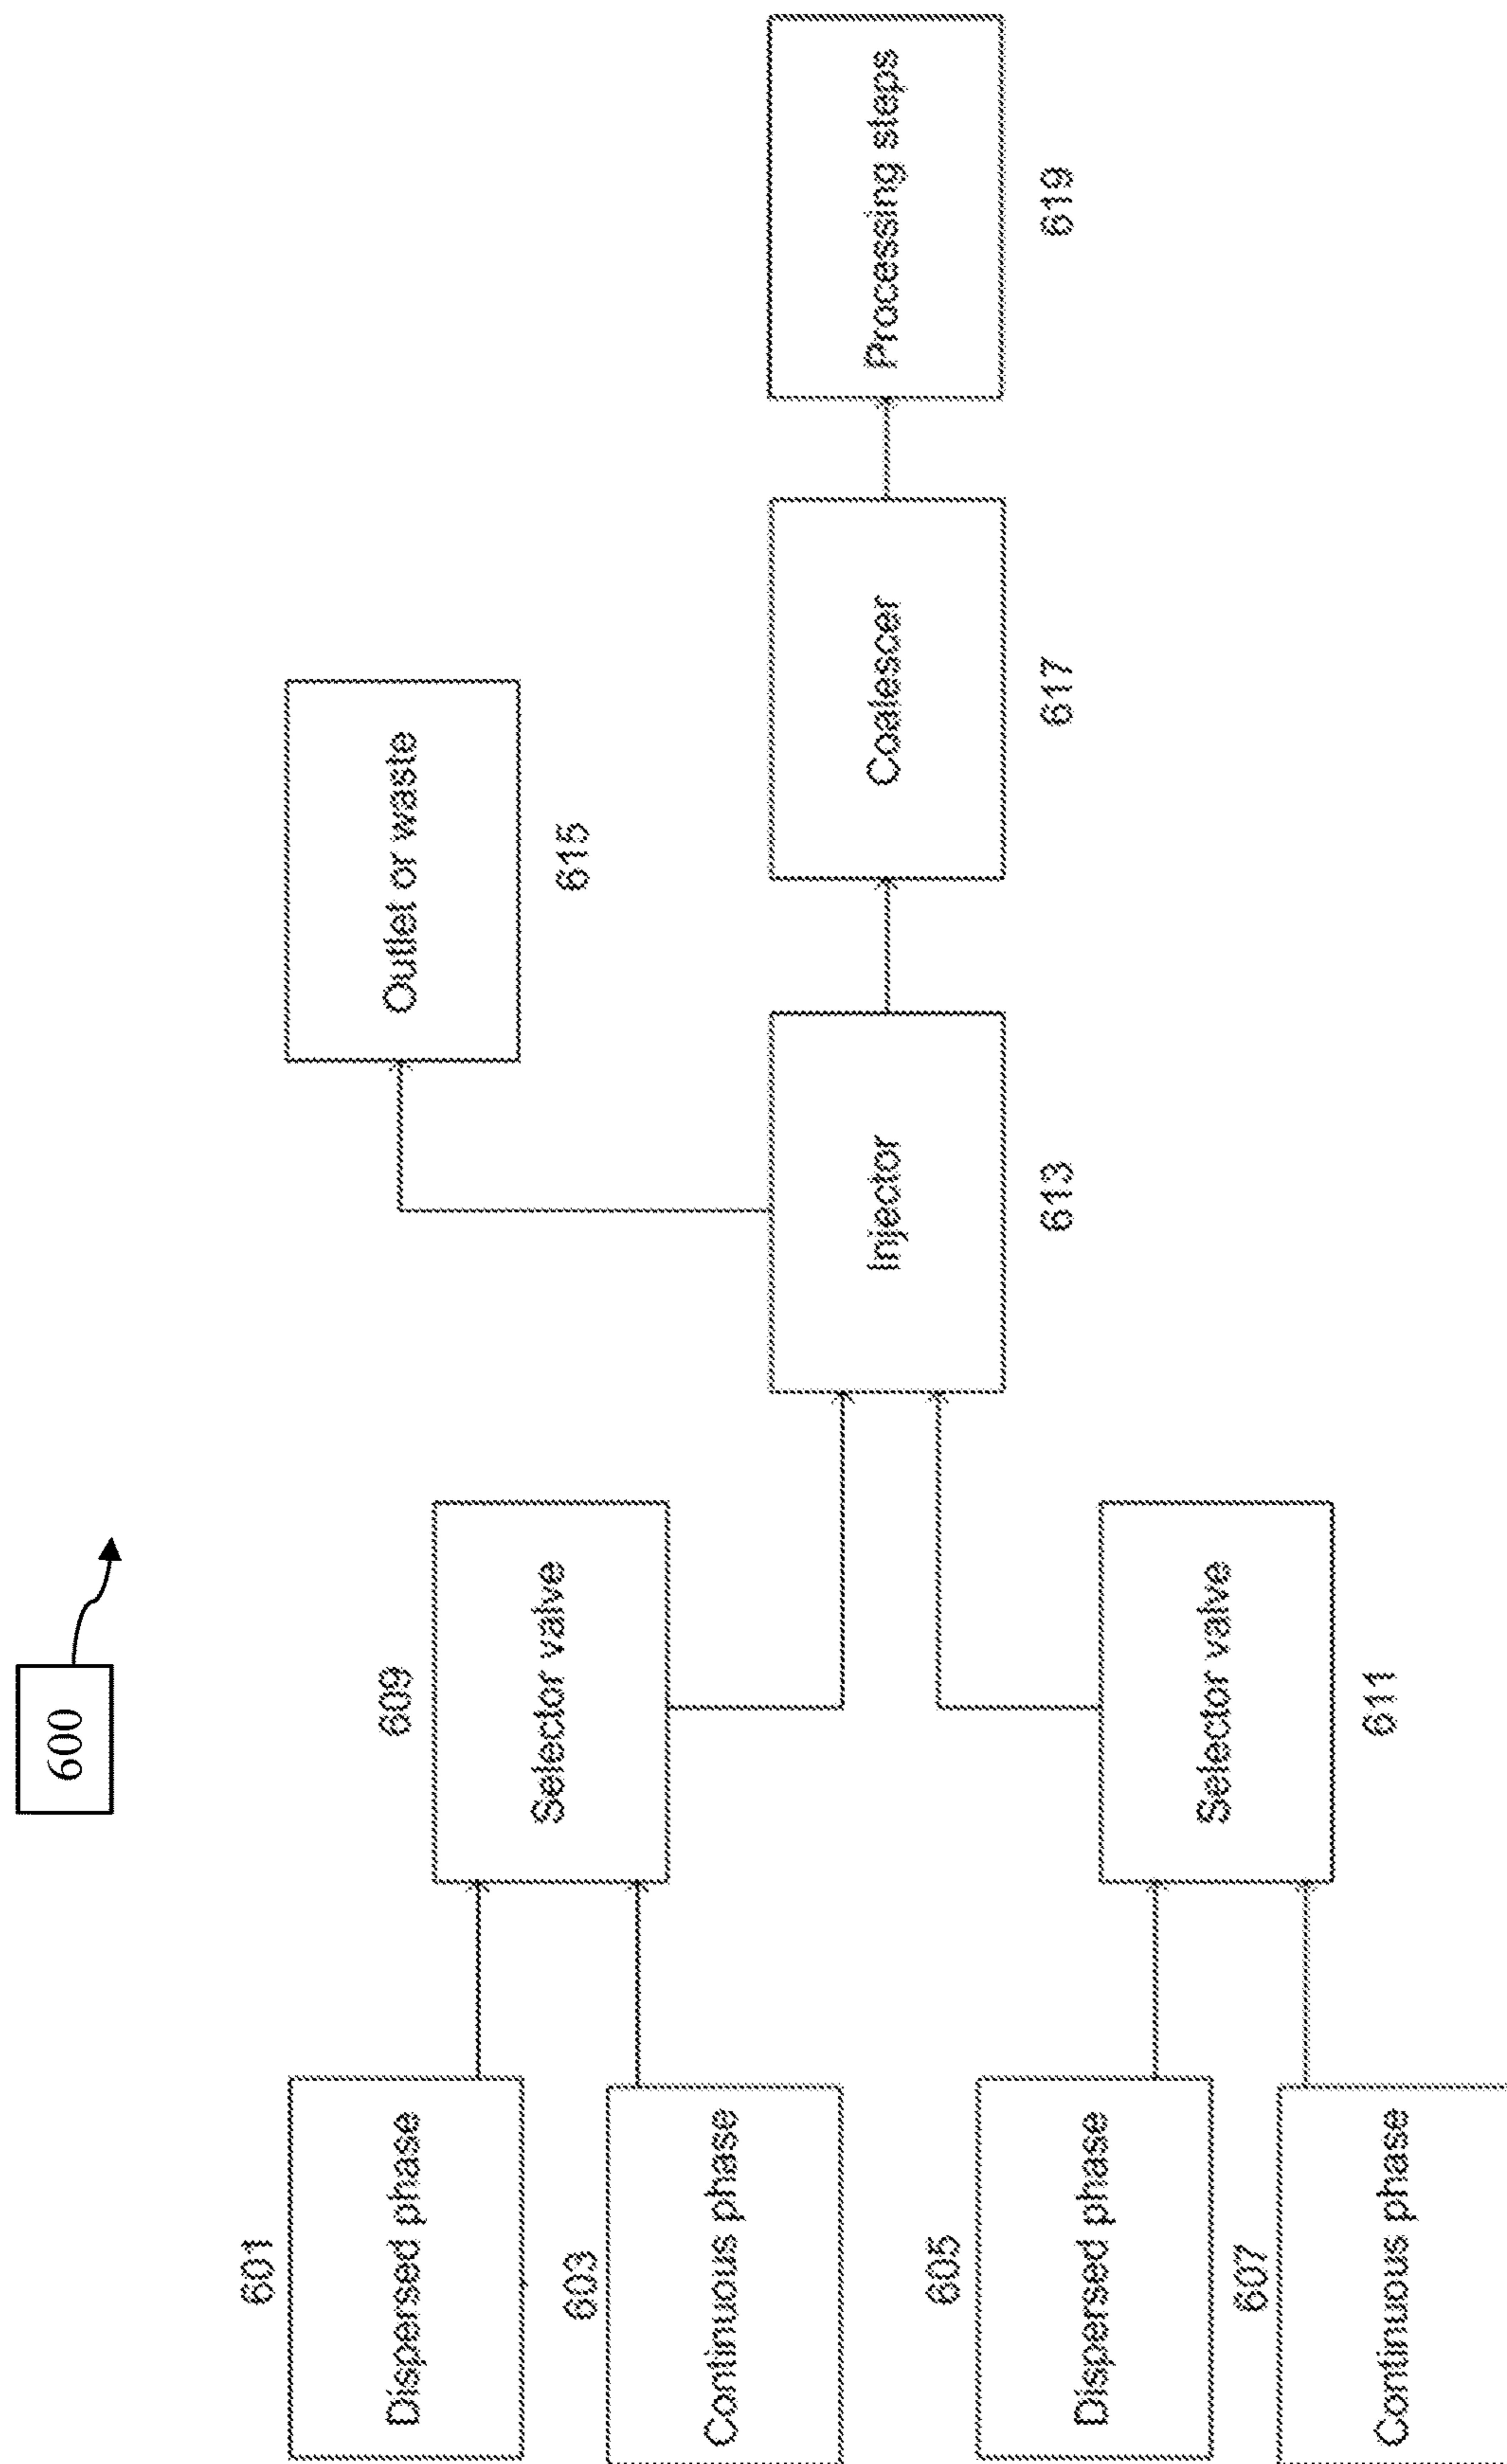 600
601
Dispersed phase
603
Continuous phase
605
Dispersed phase
607
Continuous phase
609
Selector valve
Selector valve
611
Injector
613
Outlet or waste
615
Coalescer
617
Processing steps
619